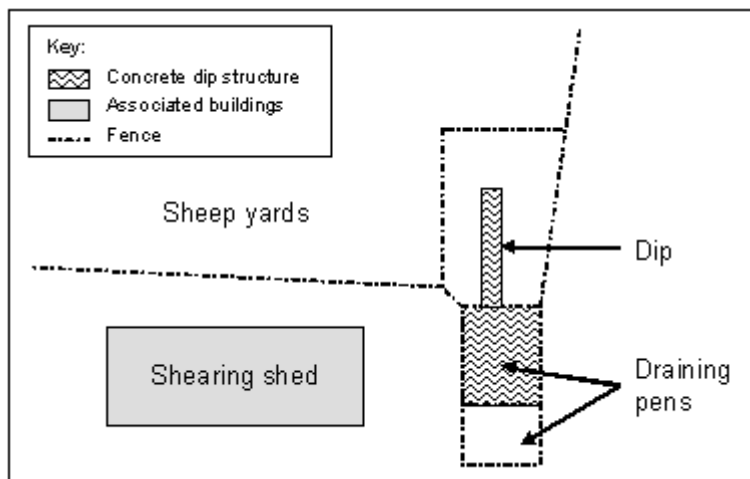 Key:
Concrete dip structure
Associated buildings
Fence
Sheep yards
Dip
Shearing shed
Draining
pens